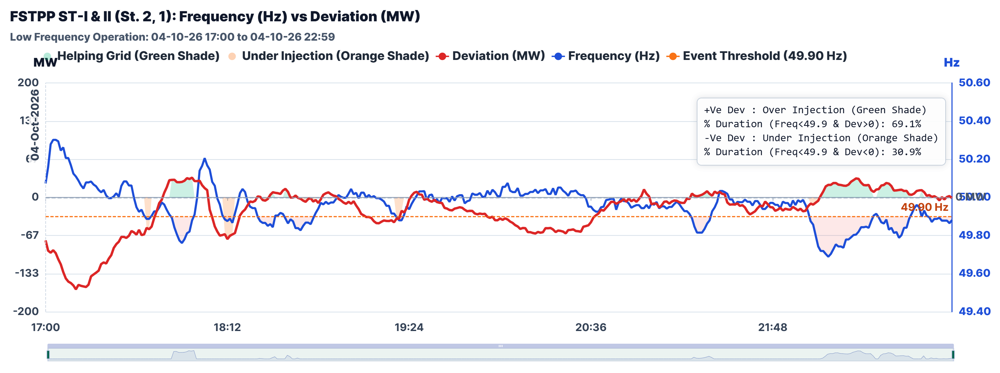 FSTPP ST-I & II (St. 2, 1): Frequency (Hz) vs Deviation (MW)
Low Frequency Operation: 04-10-26 17:00 to 04-10-26 22:59
Helping Grid (Green Shade) Under Injection (Orange Shade) Deviation (MW) Frequency (Hz) Event Threshold (49.90 Hz)
MW
Hz
200
50.60
04-Oct-2026
50.40
50.20
+Ve Dev : Over Injection (Green Shade)
% Duration (Freq<49.9 & Dev>0): 69.1%
-Ve Dev : Under Injection (Orange Shade)
% Duration (Freq<49.9 & Dev<0): 30.9%
0
0 MW
49.90 Hz
-67
49.80
-133
49.60
-200
49.40
17:00
18:12
19:24
20:36
21:48